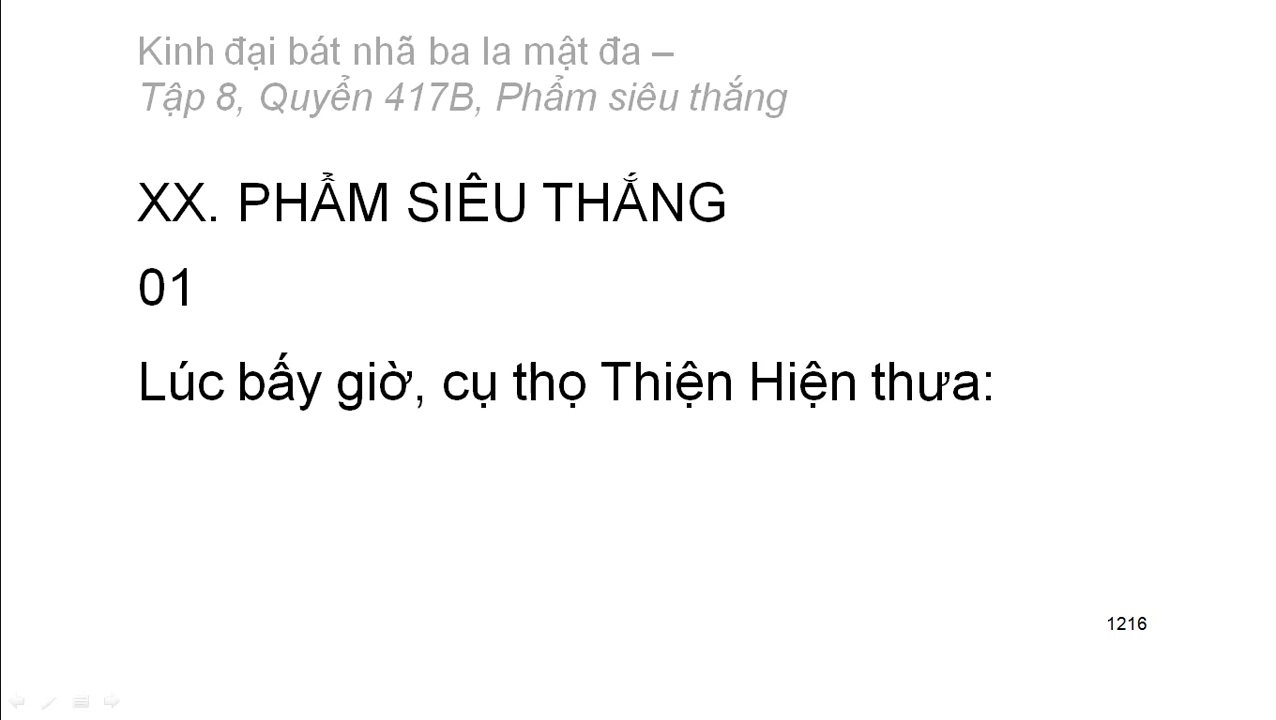 Kinh đại bát nhã ba la mật đa –
Tập 8, Quyển 417B, Phẩm siêu thắng
XX. PHẨM SIÊU THẮNG
01
Lúc bấy giờ, cụ thọ Thiện Hiện thưa:
1216